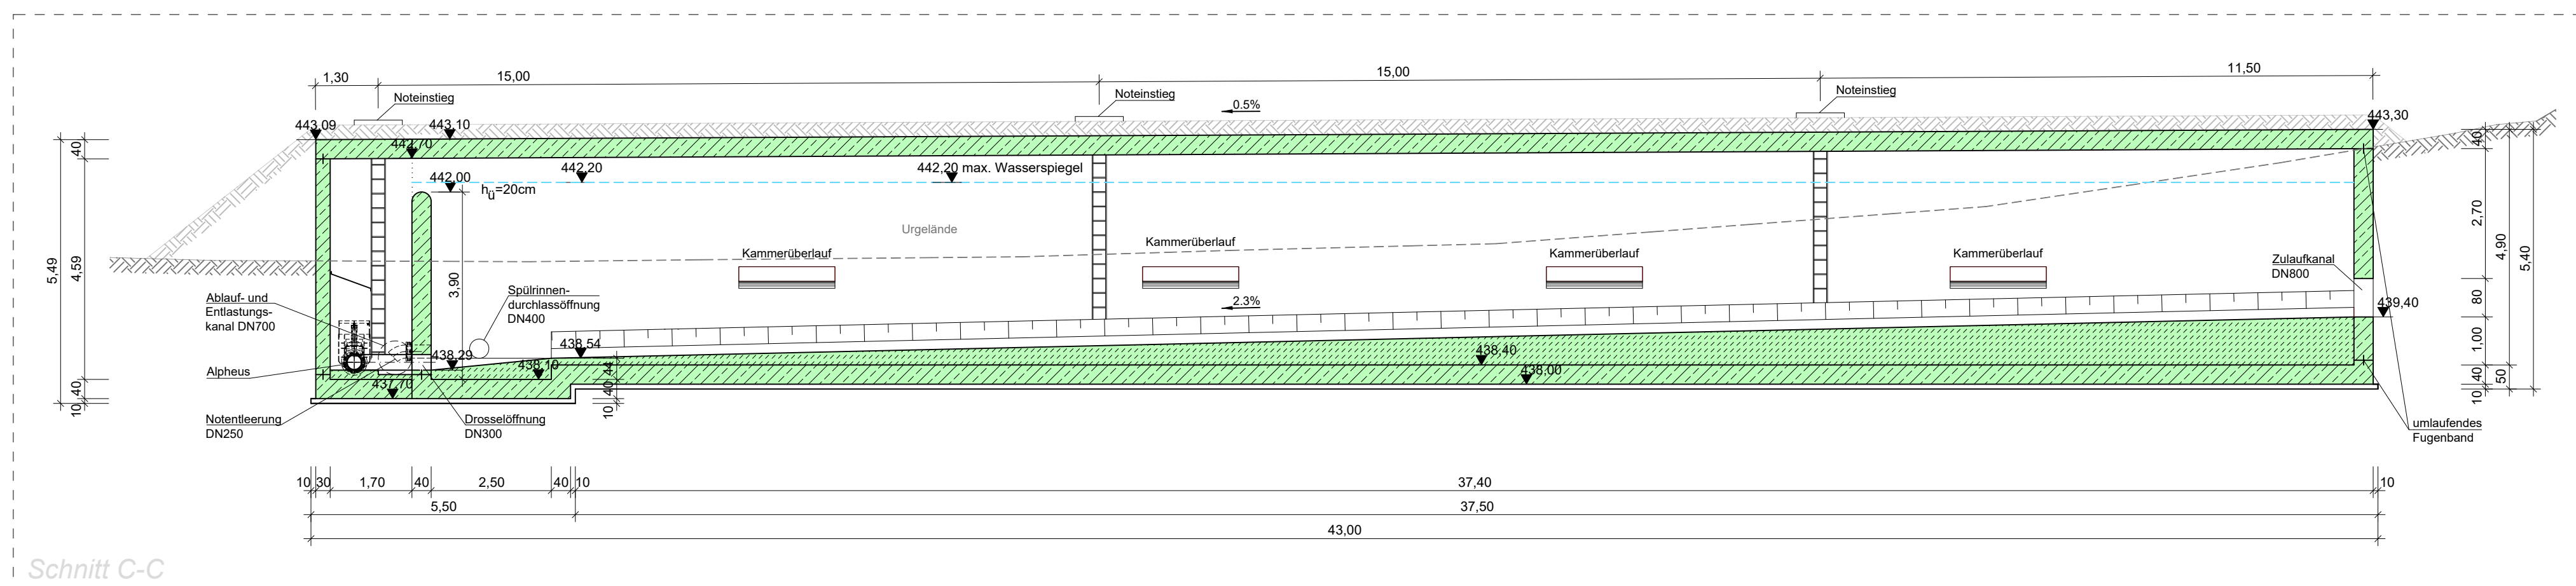 1,30
15,00
15,00
11,50
Noteinstieg
Noteinstieg
Noteinstieg
0.5%
443,09
443,10
443,30
442,70
442,20
442,20 max. Wasserspiegel
442,00
hü=20cm
Urgelände
Kammerüberlauf
Kammerüberlauf
Kammerüberlauf
Kammerüberlauf
Zulaufkanal
DN800
40
4,59
5,49
40
10
3,90
Ablauf- und
Entlastungs-
kanal DN700
Spülrinnen-
durchlassöffnung
DN400
2.3%
439,40
438,54
438,29
438,10
438,40
438,00
437,70
44
40
10
Alpheus
Notentleerung
DN250
Drosselöffnung
DN300
40
2,70
80
1,00
40
10
4,90
50
5,40
umlaufendes
Fugenband
10
30
1,70
40
2,50
40
10
37,40
10
5,50
37,50
43,00
Schnitt C-C